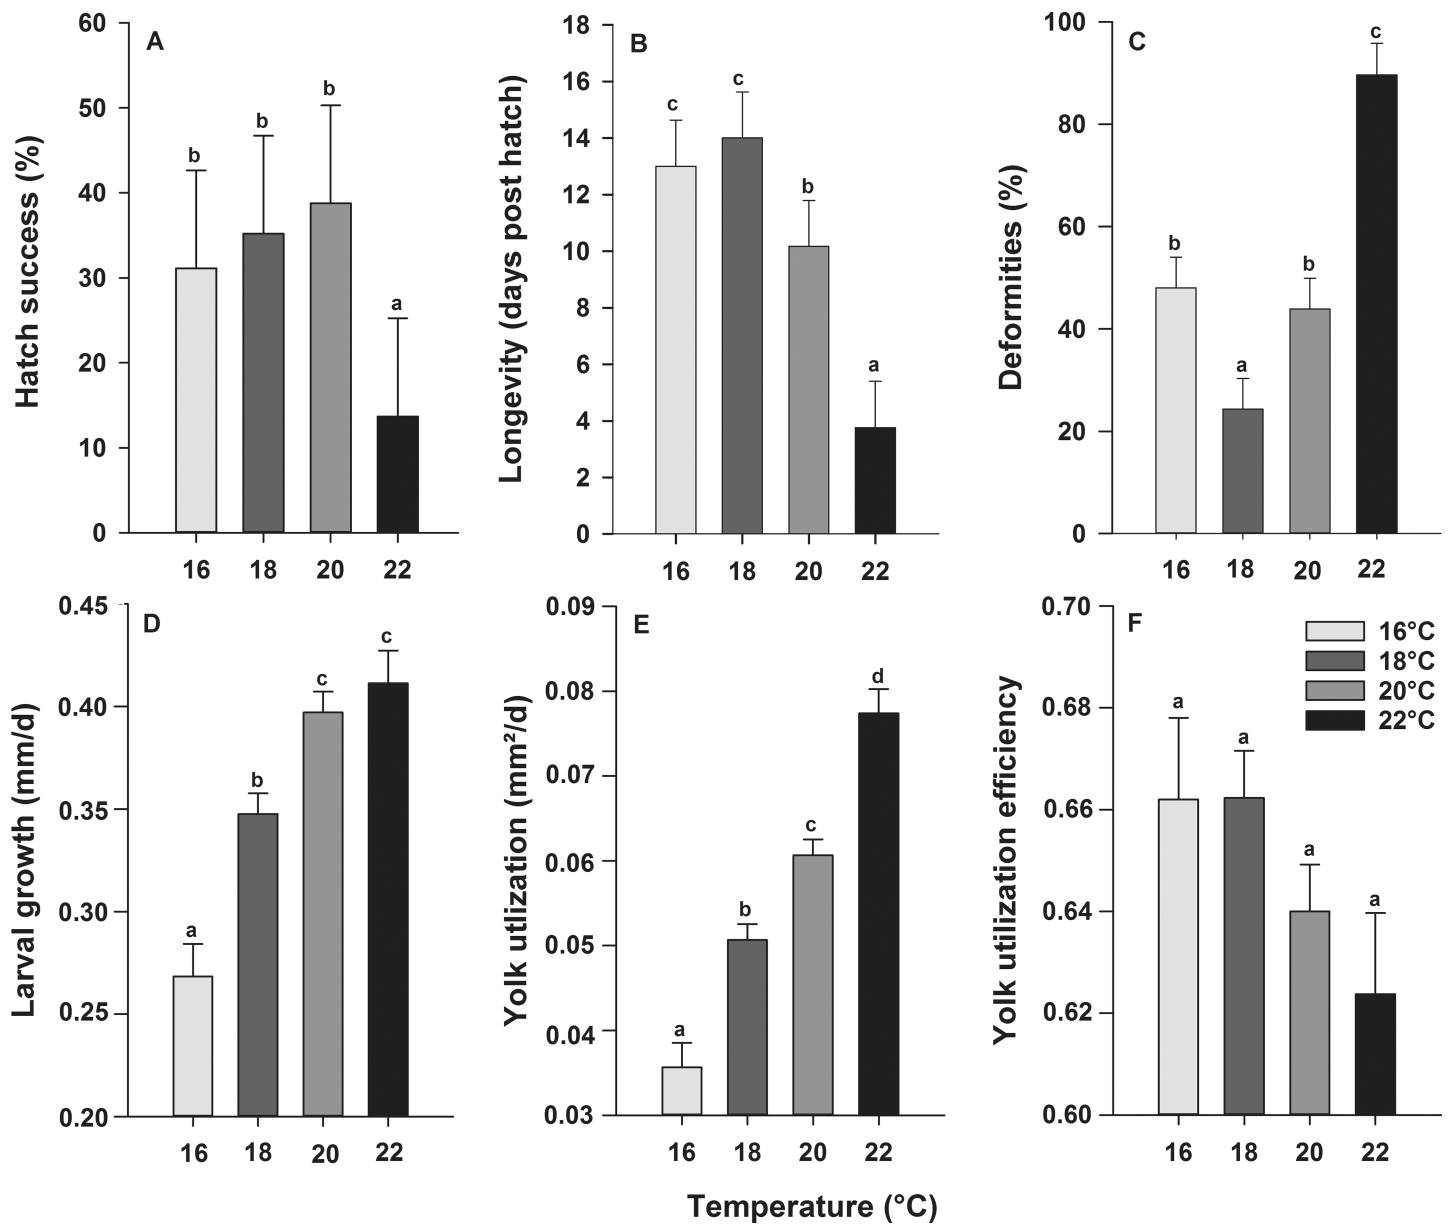 A
Hatch success (%)
60
50
40
30
20
10
0
b
b
b
a
16 18 20 22
B
Longevity (days post hatch)
18
16
14
12
10
8
6
4
2
0
c
c
b
a
16 18 20 22
C
Deformities (%)
100
80
60
40
20
0
b
a
b
c
16 18 20 22
D
Larval growth (mm/d)
0.45
0.40
0.35
0.30
0.25
0.20
a
b
c
c
16 18 20 22
E
Yolk utlization (mm²/d)
0.09
0.08
0.07
0.06
0.05
0.04
0.03
a
b
c
d
16 18 20 22
F
Yolk utilization efficiency
0.70
0.68
0.66
0.64
0.62
0.60
a
a
a
a
16 18 20 22
16°C
18°C
20°C
22°C
Temperature (°C)